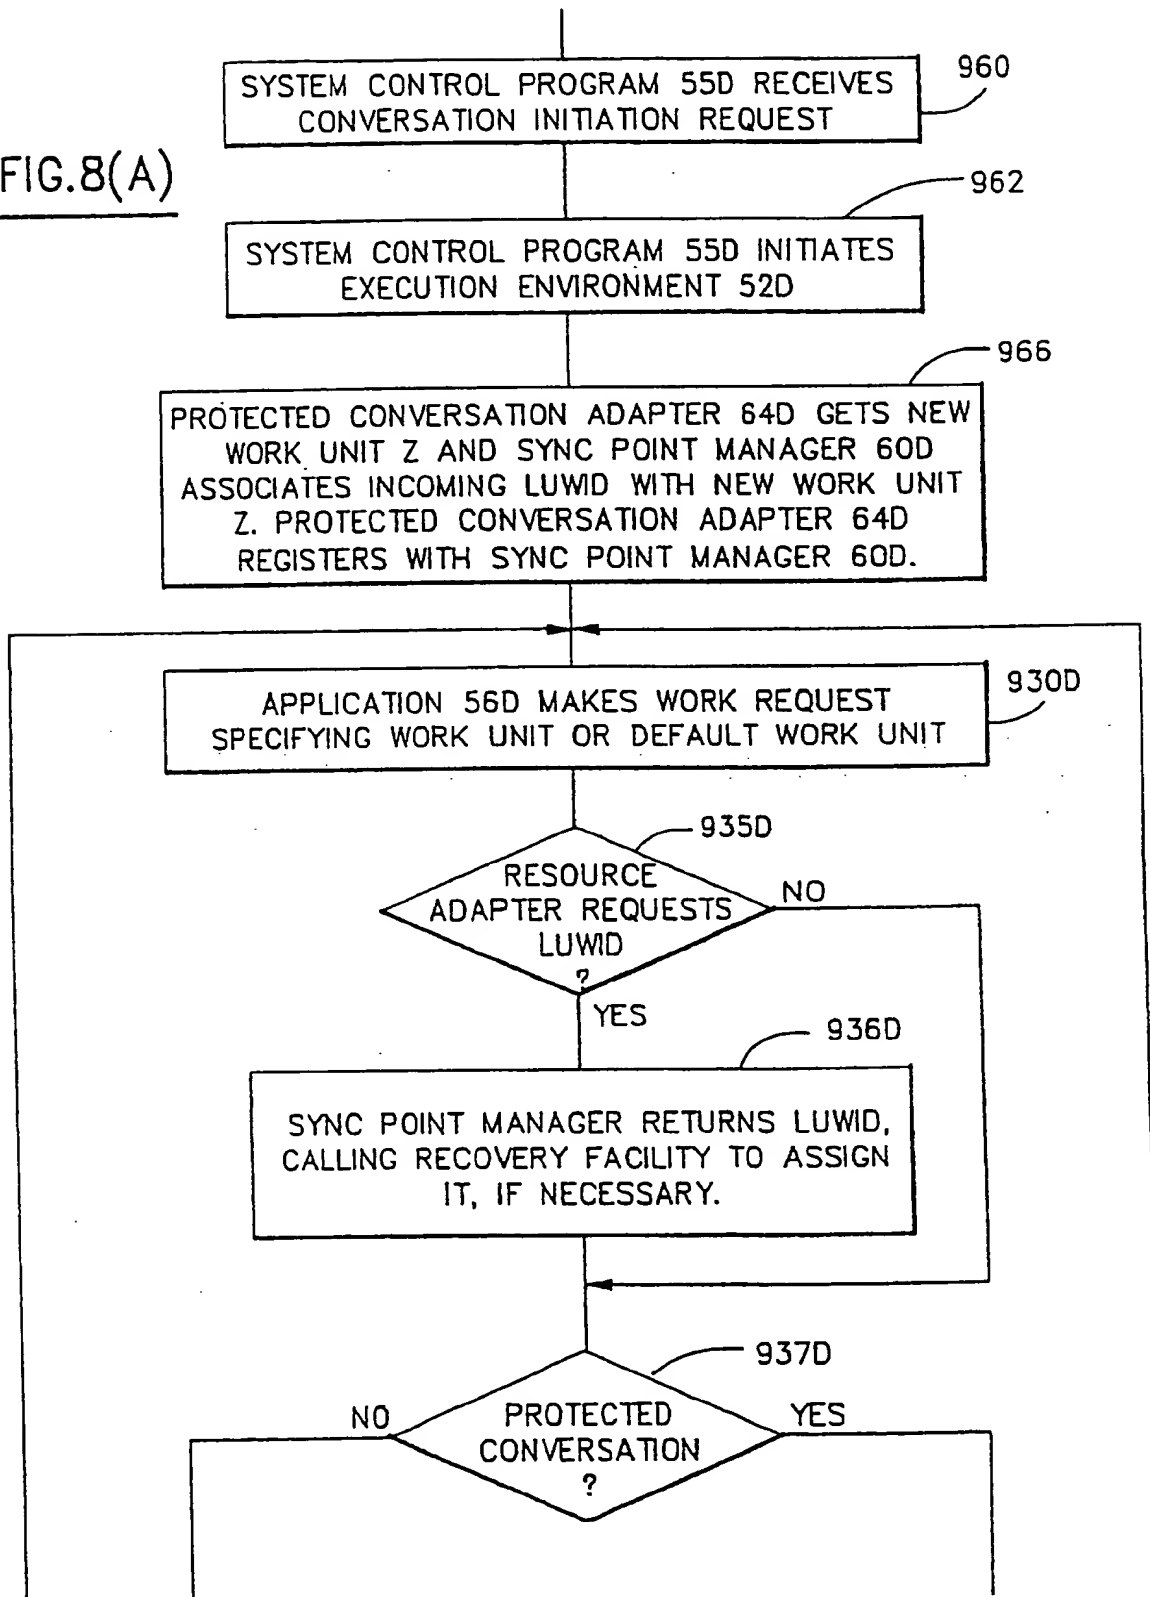 FIG.8(A)
SYSTEM CONTROL PROGRAM 55D RECEIVES
CONVERSATION INITIATION REQUEST
960
SYSTEM CONTROL PROGRAM 55D INITIATES
EXECUTION ENVIRONMENT 52D
962
PROTECTED CONVERSATION ADAPTER 64D GETS NEW
WORK UNIT Z AND SYNC POINT MANAGER 60D
ASSOCIATES INCOMING LUWID WITH NEW WORK UNIT
Z. PROTECTED CONVERSATION ADAPTER 64D
REGISTERS WITH SYNC POINT MANAGER 60D.
966
APPLICATION 56D MAKES WORK REQUEST
SPECIFYING WORK UNIT OR DEFAULT WORK UNIT
930D
RESOURCE
ADAPTER REQUESTS
LUWID
?
935D
NO
YES
SYNC POINT MANAGER RETURNS LUWID,
CALLING RECOVERY FACILITY TO ASSIGN
IT, IF NECESSARY.
936D
PROTECTED
CONVERSATION
?
937D
NO
YES